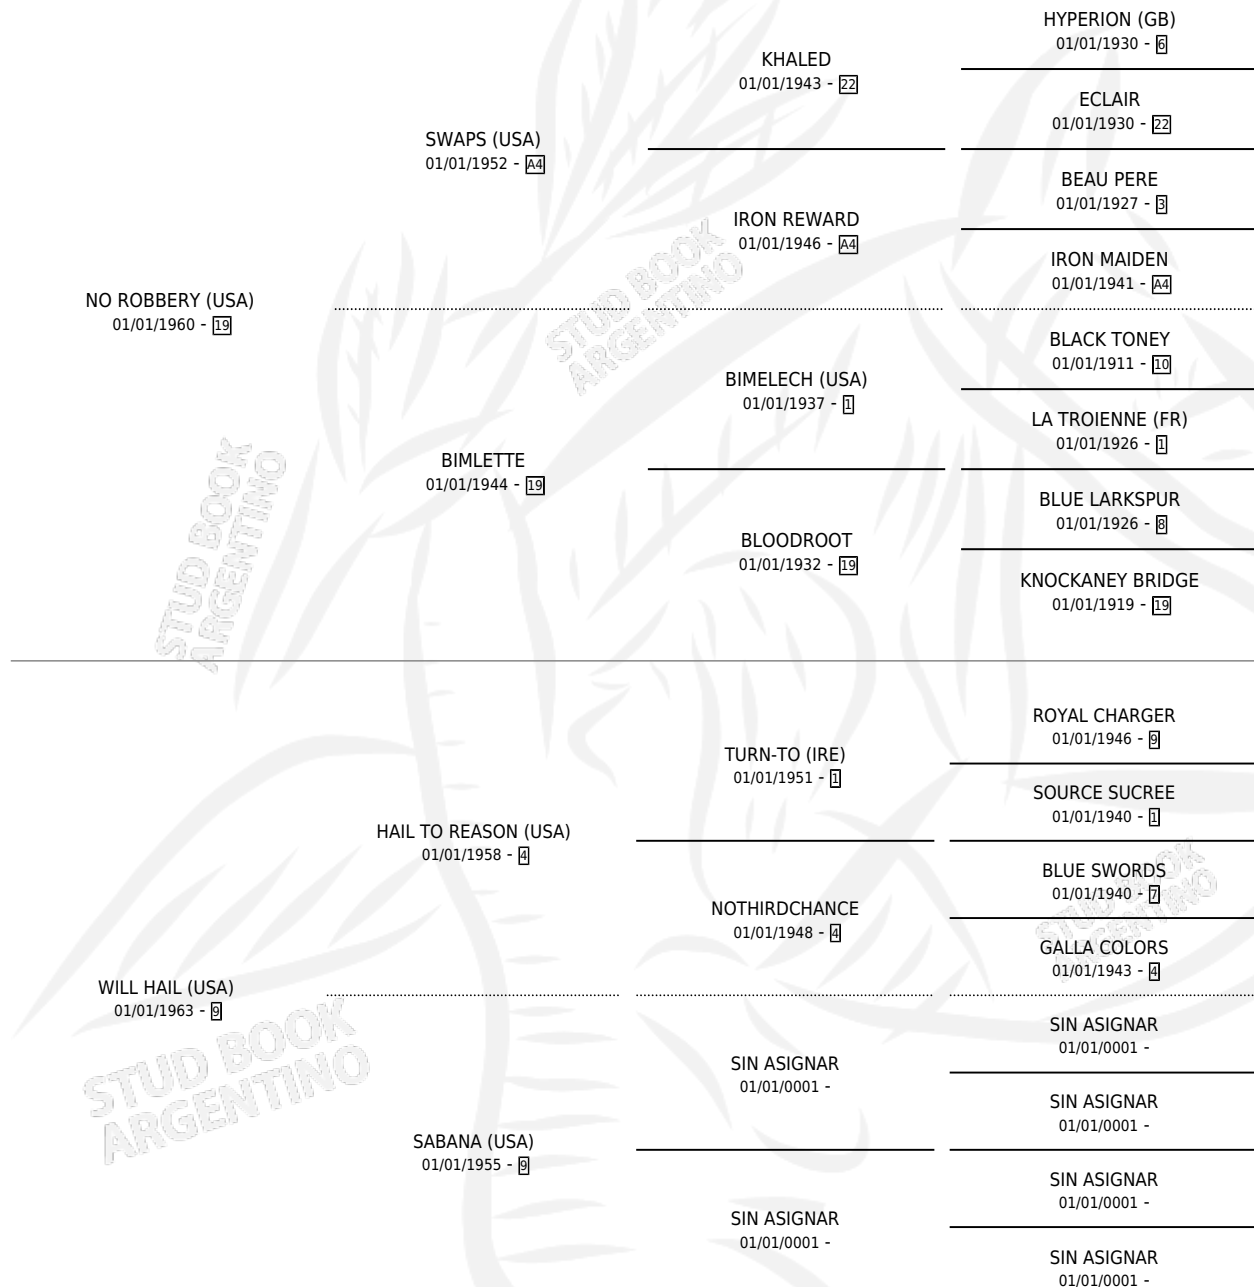 HYPERION (GB)
01/01/1930 - 6
KHALED
01/01/1943 - 22
ECLAIR
01/01/1930 - 22
SWAPS (USA)
01/01/1952 - A4
BEAU PERE
01/01/1927 - 3
IRON REWARD
01/01/1946 - A4
IRON MAIDEN
01/01/1941 - A4
NO ROBBERY (USA)
01/01/1960 - 19
BLACK TONEY
01/01/1911 - 10
BIMELECH (USA)
01/01/1937 - 1
LA TROIENNE (FR)
01/01/1926 - 1
BIMLETTE
01/01/1944 - 19
BLUE LARKSPUR
01/01/1926 - 8
BLOODROOT
01/01/1932 - 19
KNOCKANEY BRIDGE
01/01/1919 - 19
ROYAL CHARGER
01/01/1946 - 9
TURN-TO (IRE)
01/01/1951 - 1
SOURCE SUCREE
01/01/1940 - 1
HAIL TO REASON (USA)
01/01/1958 - 4
BLUE SWORDS
01/01/1940 - 7
NOTHIRDCHANCE
01/01/1948 - 4
GALLA COLORS
01/01/1943 - 4
WILL HAIL (USA)
01/01/1963 - 9
SIN ASIGNAR
01/01/0001 -
SIN ASIGNAR
01/01/0001 -
SIN ASIGNAR
01/01/0001 -
SABANA (USA)
01/01/1955 - 9
SIN ASIGNAR
01/01/0001 -
SIN ASIGNAR
01/01/0001 -
SIN ASIGNAR
01/01/0001 -
STUD BOOK
ARGENTINO
STUD BOOK
ARGENTINO
STUD BOOK
ARGENTINO
STUD BOOK
ARGENTINO